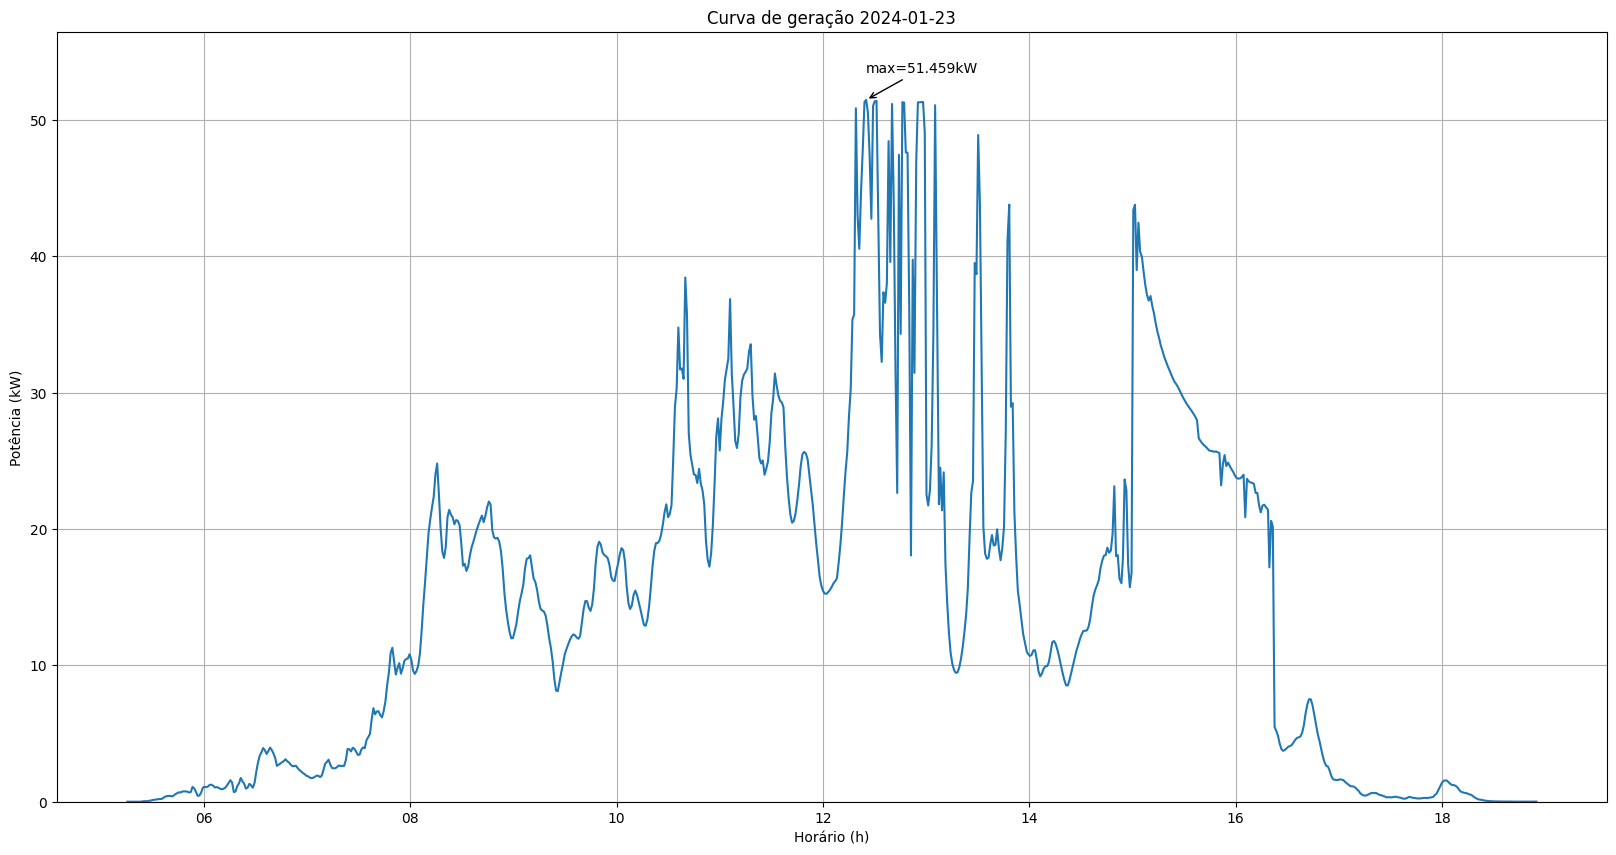 Curva de geração 2024-01-23
max=51.459kW
Potência (kW)
50
40
30
20
10
0
06 08 10 12 14 16 18
Horário (h)